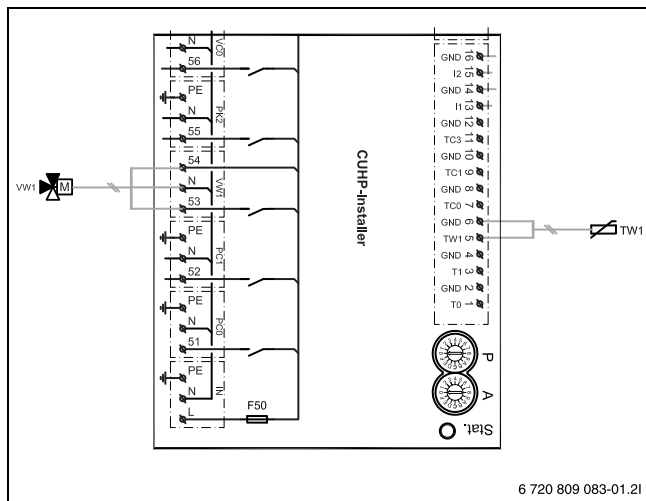 N
VC0
56
PE
N
PK2
55
54
N
VW1
53
PE
N
PC1
52
PE
N
PC0
51
PE
N
IN
L
F50
VW1
M
CUHP-Installer
GND 16
I2 15
GND 14
I1 13
GND 12
TC3 11
GND 10
TC1 9
GND 8
TC0 7
GND 6
TW1 5
GND 4
T1 3
GND 2
T0 1
TW1
P
A
Stat.
6 720 809 083-01.2I